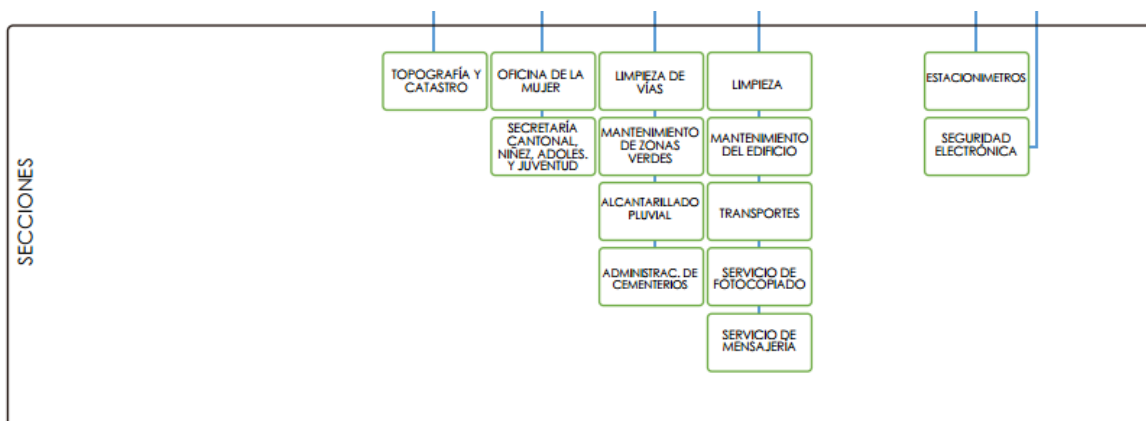 SECCIONES
TOPOGRAFÍA Y
CATASTRO
OFICINA DE LA
MUJER
SECRETARÍA
CANTONAL,
NIÑEZ, ADOLES.
Y JUVENTUD
LIMPIEZA DE
VÍAS
MANTENIMIENTO
DE ZONAS
VERDES
ALCANTARILLADO
PLUVIAL
ADMINISTRAC. DE
CEMENTERIOS
LIMPIEZA
MANTENIMIENTO
DEL EDIFICIO
TRANSPORTES
SERVICIO DE
FOTOCOPIADO
SERVICIO DE
MENSAJERÍA
ESTACIONIMETROS
SEGURIDAD
ELECTRÓNICA